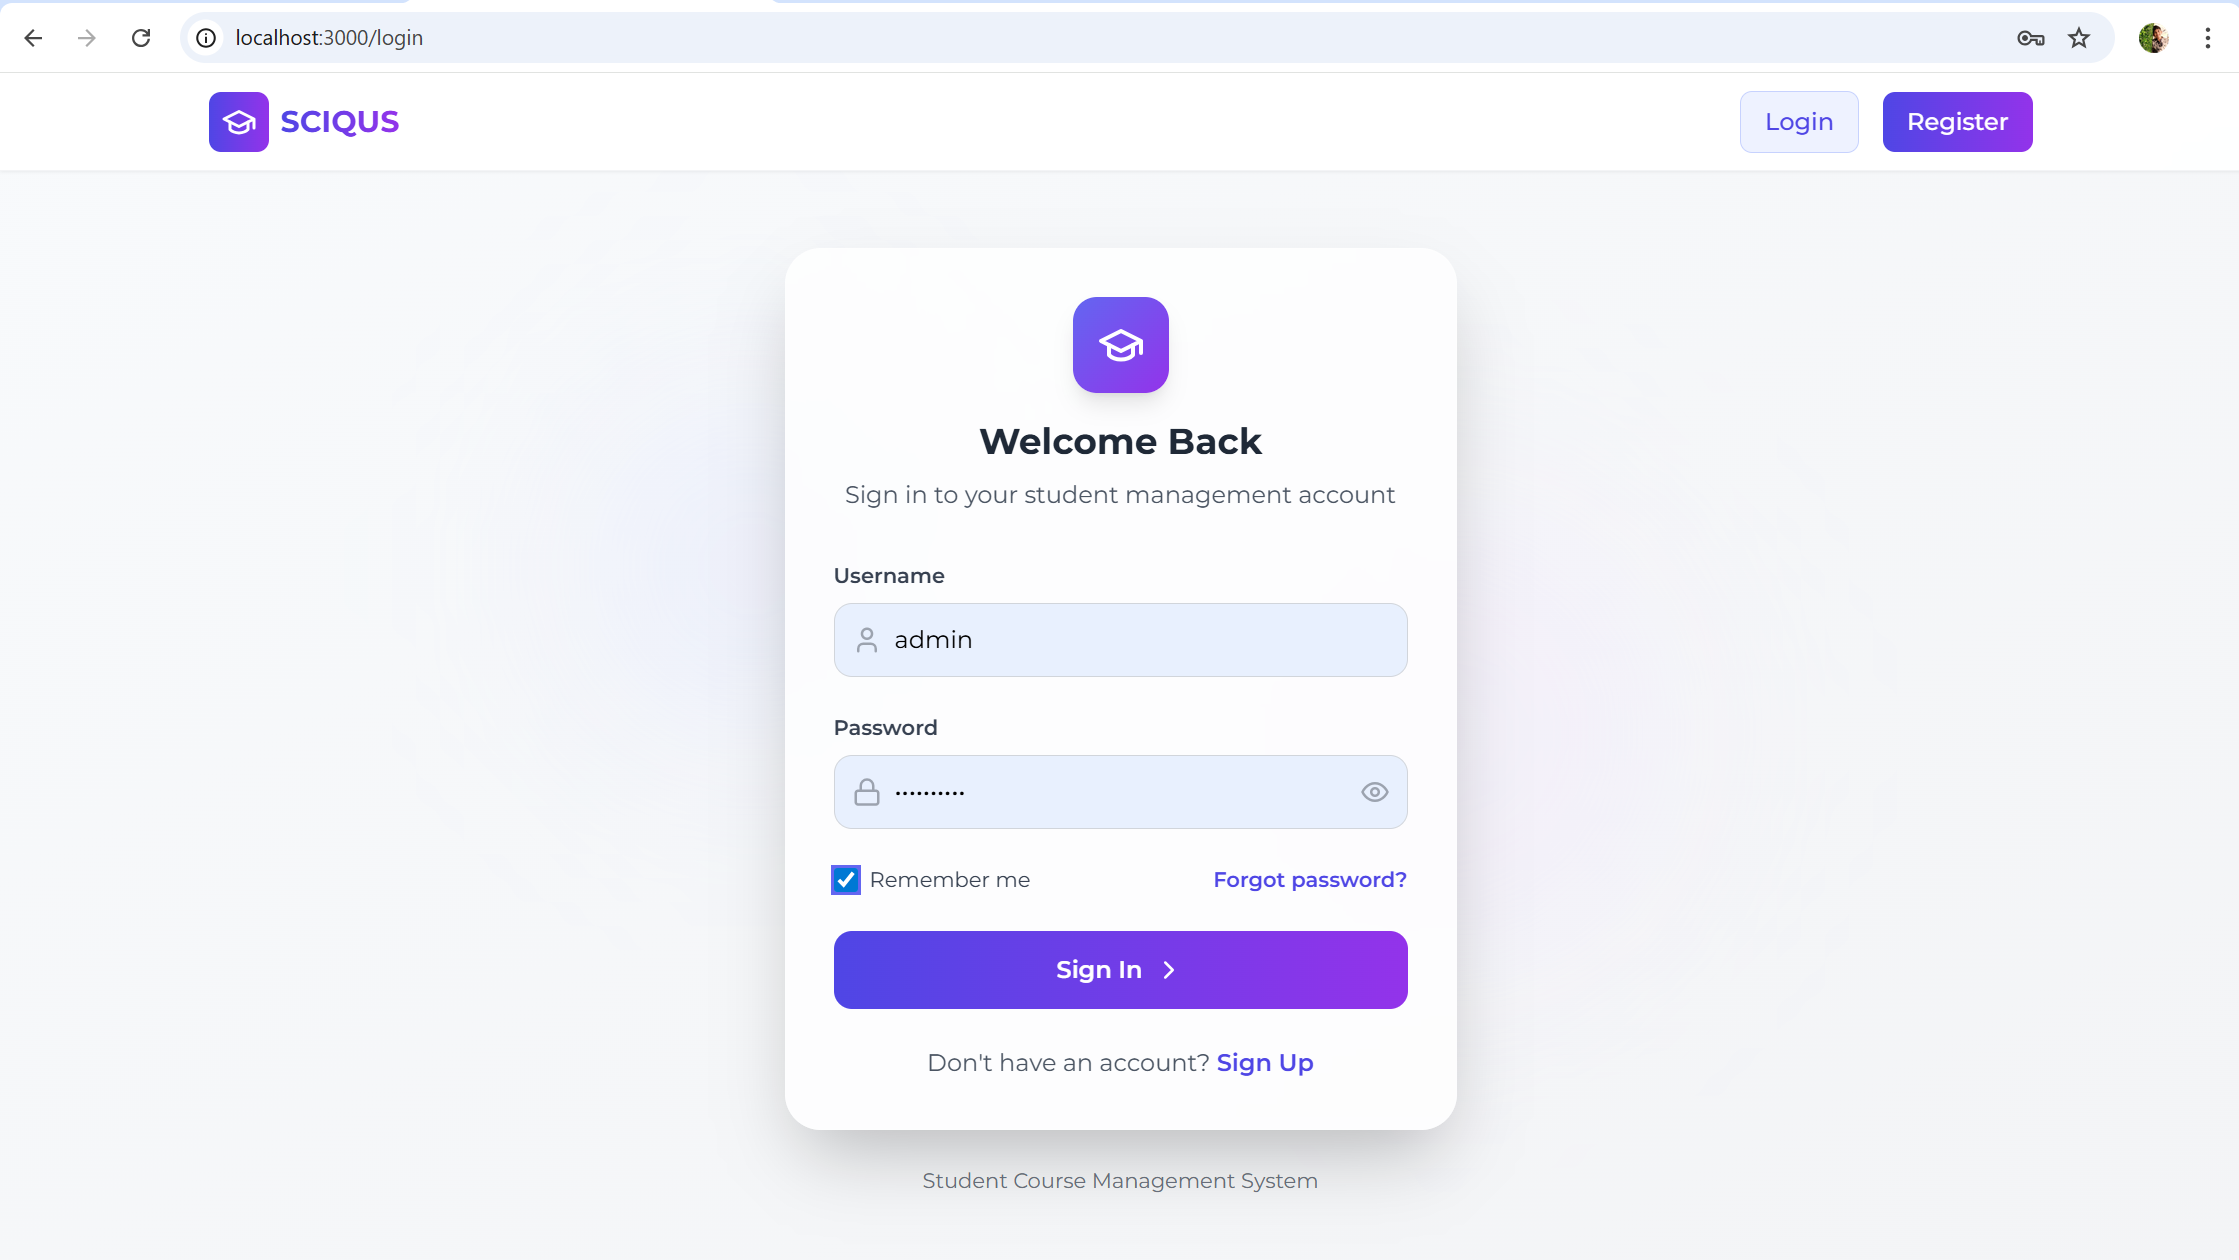 localhost:3000/login
SCIQUS
Login
Register
Welcome Back
Sign in to your student management account
Username
admin
Password
••••••••••
Remember me
Forgot password?
Sign In
Don't have an account? Sign Up
Student Course Management System